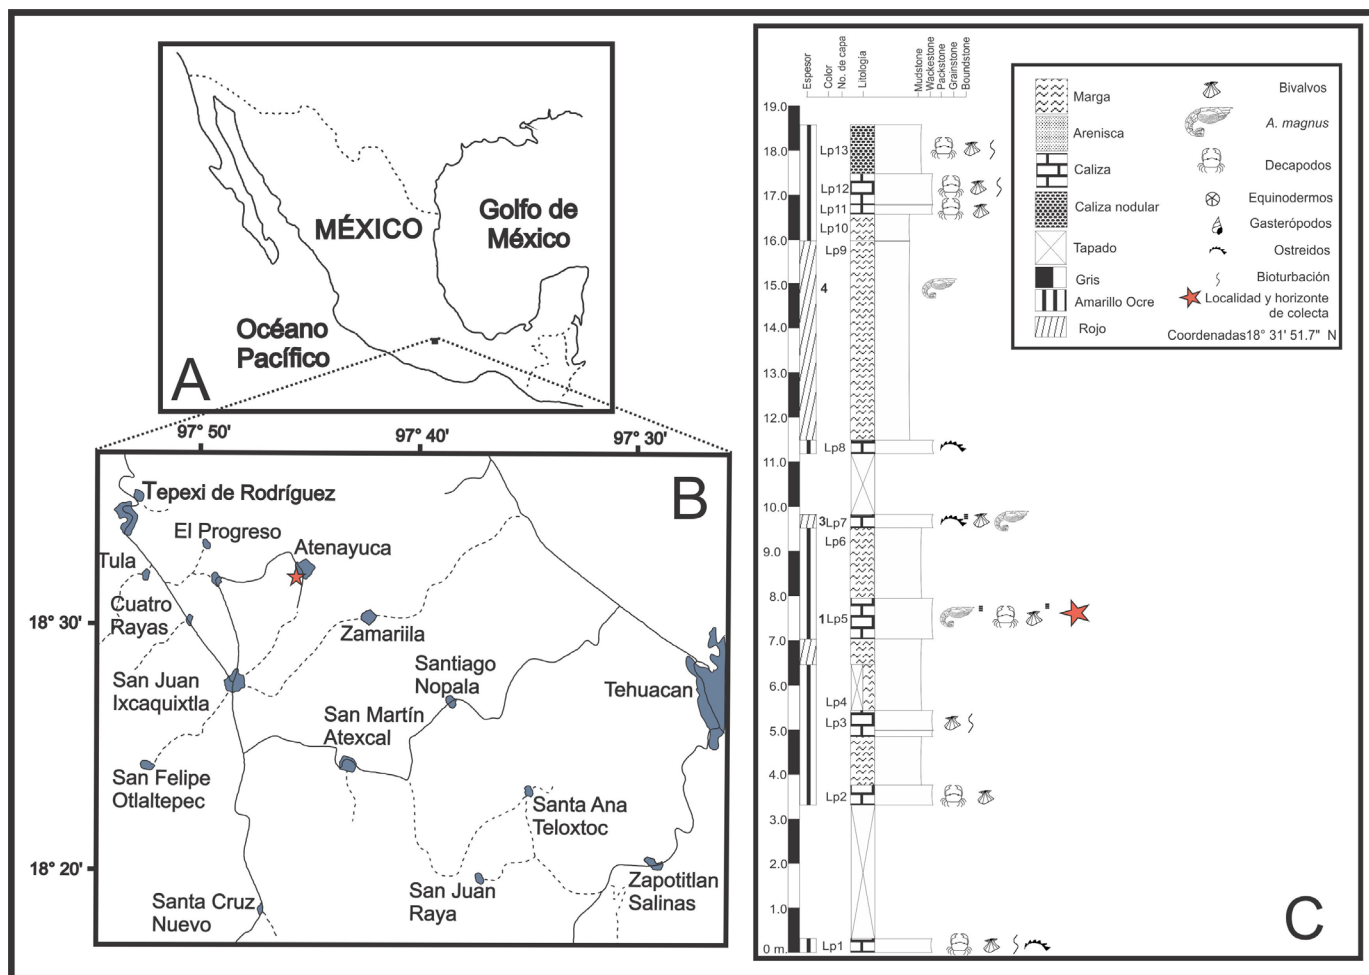 MÉXICO
Golfo de
México
Océano
Pacífico
A
97° 50'
97° 40'
97° 30'
18° 30'
18° 20'
B
Tepexi de Rodríguez
El Progreso
Atenayuca
Tula
Cuatro
Rayas
Zamariila
San Juan
Ixcaquixtla
Santiago
Nopala
Tehuacan
San Martín
Atexcal
San Felipe
Otlaltepec
Santa Ana
Teloxtoc
San Juan
Raya
Zapotitlan
Salinas
Santa Cruz
Nuevo
Espesor
Color
No. de capa
Litología
Mudstone
Wackestone
Packstone
Grainstone
Boundstone
19.0
18.0
17.0
16.0
15.0
14.0
13.0
12.0
11.0
10.0
9.0
8.0
7.0
6.0
5.0
4.0
3.0
2.0
1.0
0 m.
Lp13
Lp12
Lp11
Lp10
Lp9
4
Lp8
3Lp7
Lp6
1Lp5
Lp4
Lp3
Lp2
Lp1
Marga
Arenisca
Caliza
Caliza nodular
Tapado
Gris
Amarillo Ocre
Rojo
Bivalvos
A. magnus
Decapodos
Equinodermos
Gasterópodos
Ostreidos
Bioturbación
Localidad y horizonte
de colecta
Coordenadas18° 31' 51.7" N
C